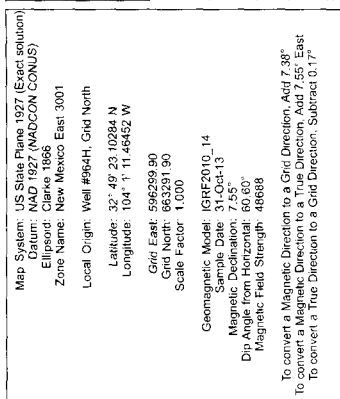 Map System: US State Plane 1927 (Exact solution)
Datum: NAD 1927 (NADCON CONUS)
Ellipsoid: Clarke 1866
Zone Name: New Mexico East 3001
Local Origin: Well #964H, Grid North
Latitude: 32° 49' 23.10284 N
Longitude: 104° 1' 11.46452 W
Grid East: 596299.90
Grid North: 663291.90
Scale Factor: 1.000
Geomagnetic Model: IGRF2010_14
Sample Date: 31-Oct-13
Magnetic Declination: 7.55°
Dip Angle from Horizontal: 60.60°
Magnetic Field Strength: 48688
To convert a Magnetic Direction to a Grid Direction, Add 7.38°
To convert a Magnetic Direction to a True Direction, Add 7.55° East
To convert a True Direction to a Grid Direction, Subtract 0.17°